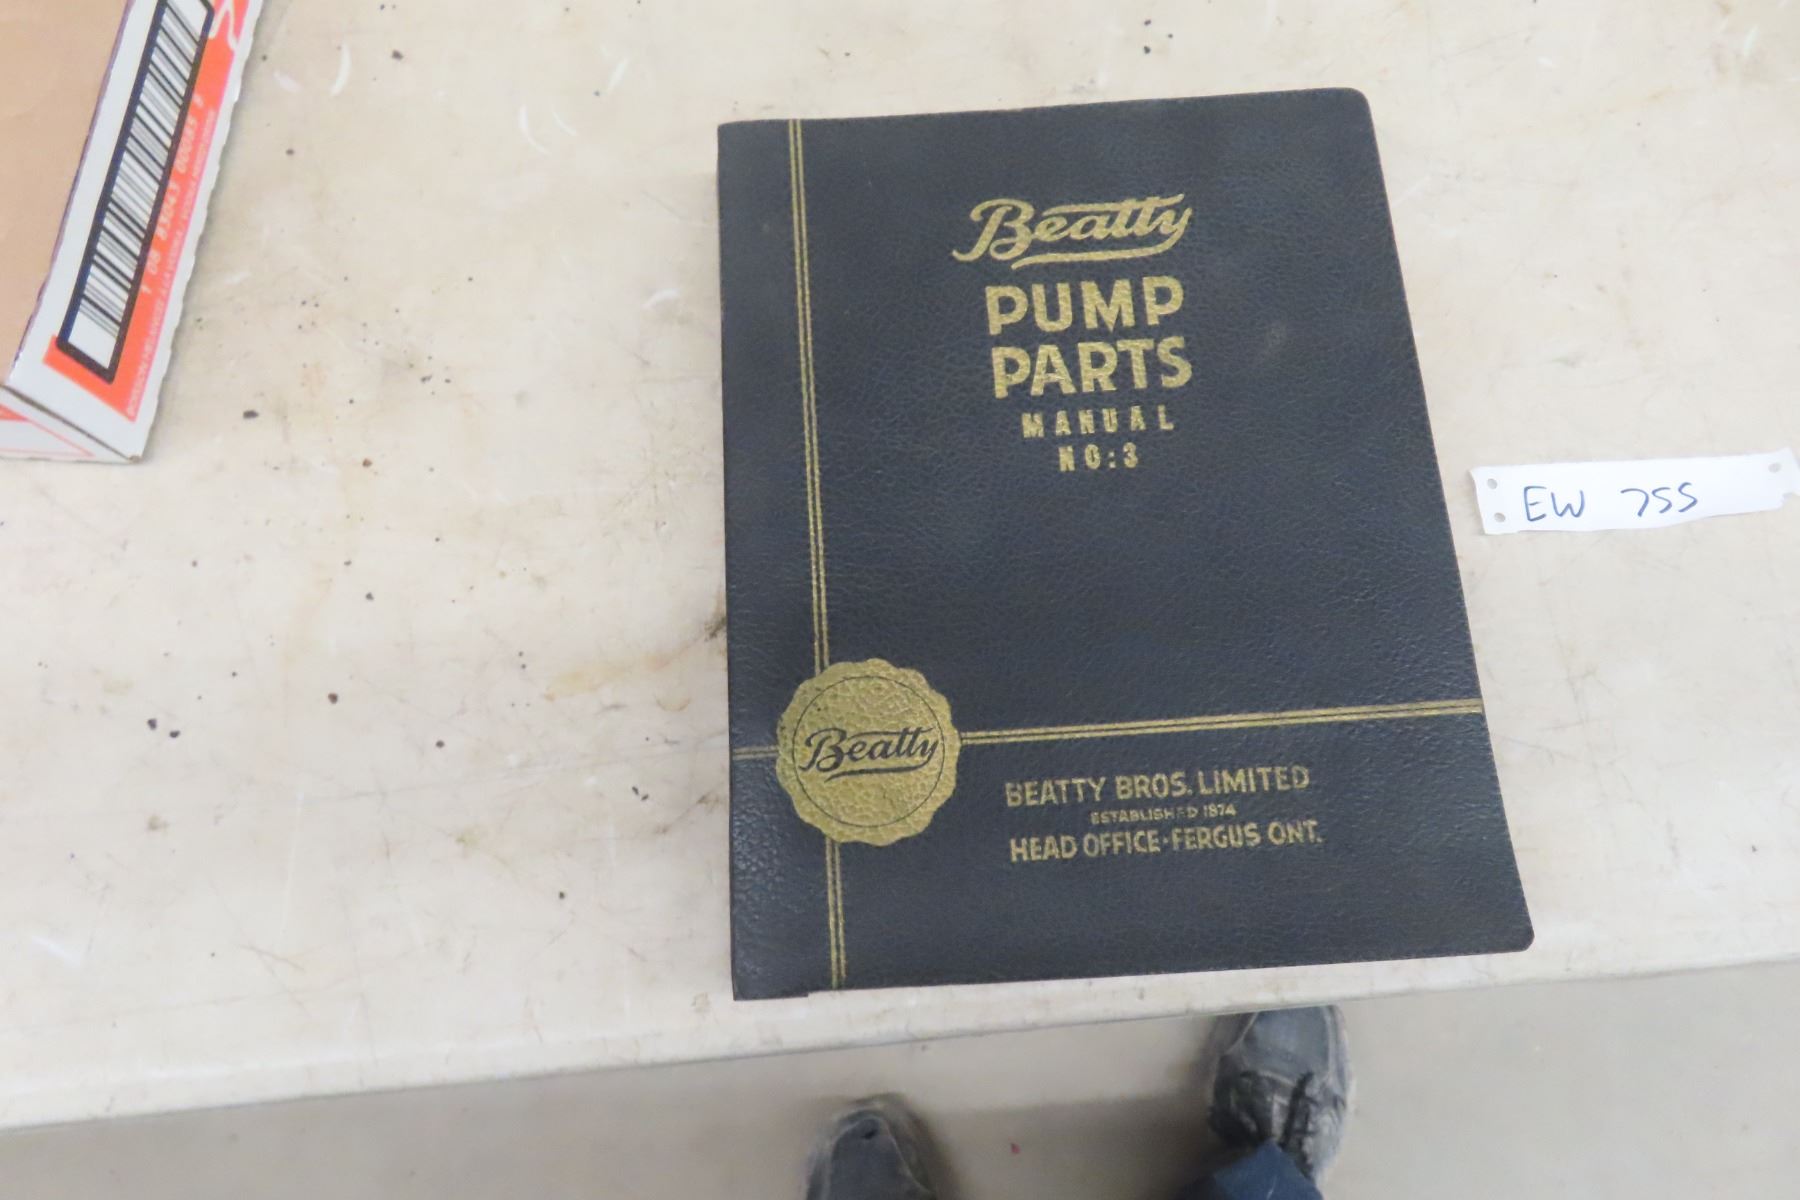 Beatty
PUMP
PARTS
MANUAL
NO:3
EW 755
Beatty
BEATTY BROS. LIMITED
ESTABLISHED 1874
HEAD OFFICE·FERGUS ONT.